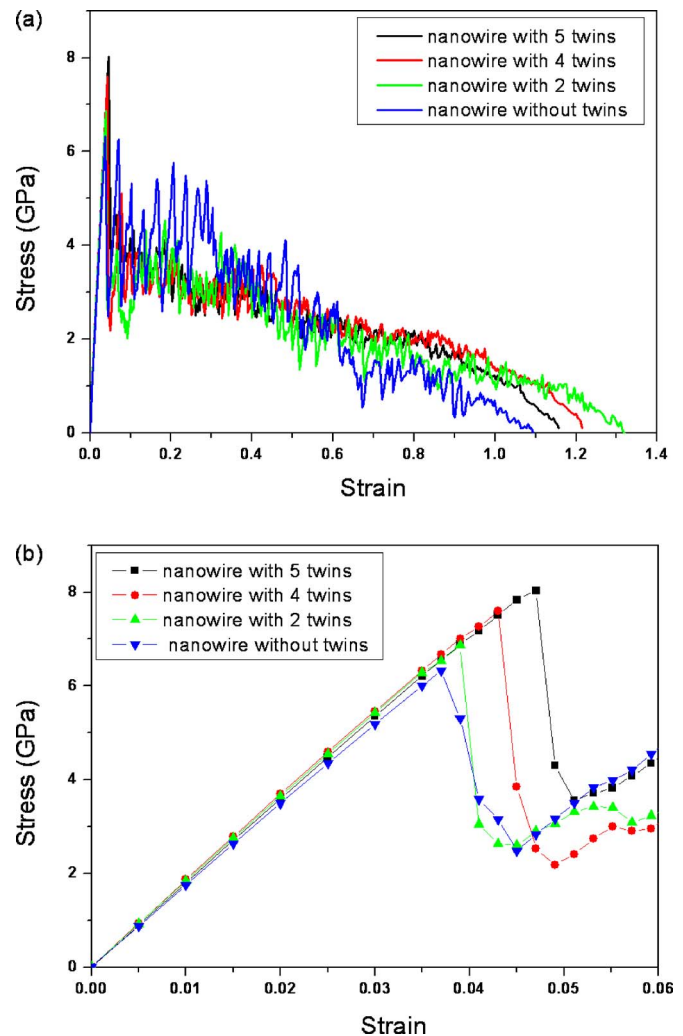 (a)
nanowire with 5 twins
nanowire with 4 twins
nanowire with 2 twins
nanowire without twins
8
6
4
2
0
Stress (GPa)
0.0 0.2 0.4 0.6 0.8 1.0 1.2 1.4
Strain
(b)
nanowire with 5 twins
nanowire with 4 twins
nanowire with 2 twins
nanowire without twins
8
6
4
2
0
Stress (GPa)
0.00 0.01 0.02 0.03 0.04 0.05 0.06
Strain